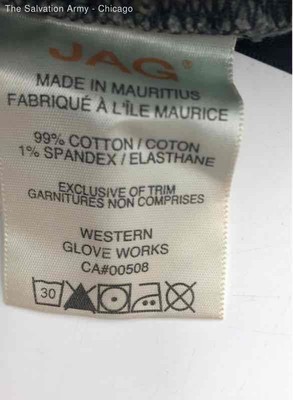 The Salvation Army - Chicago
JAG®
MADE IN MAURITIUS
FABRIQUÉ À L'ÎLE MAURICE
99% COTTON / COTON
1% SPANDEX / ELASTHANE
EXCLUSIVE OF TRIM
GARNITURES NON COMPRISES
WESTERN
GLOVE WORKS
CA#00508
30